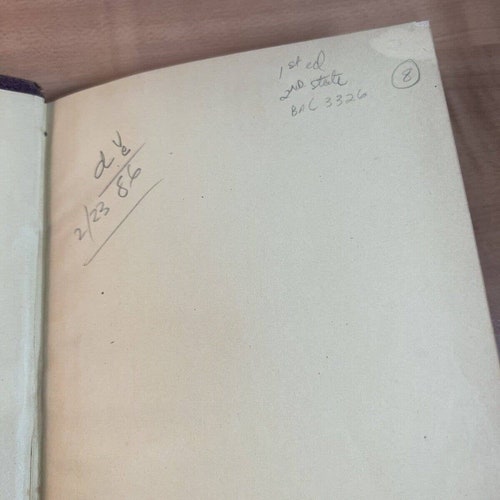 1st ed
2nd state
BAL 3326
8
2/23 86